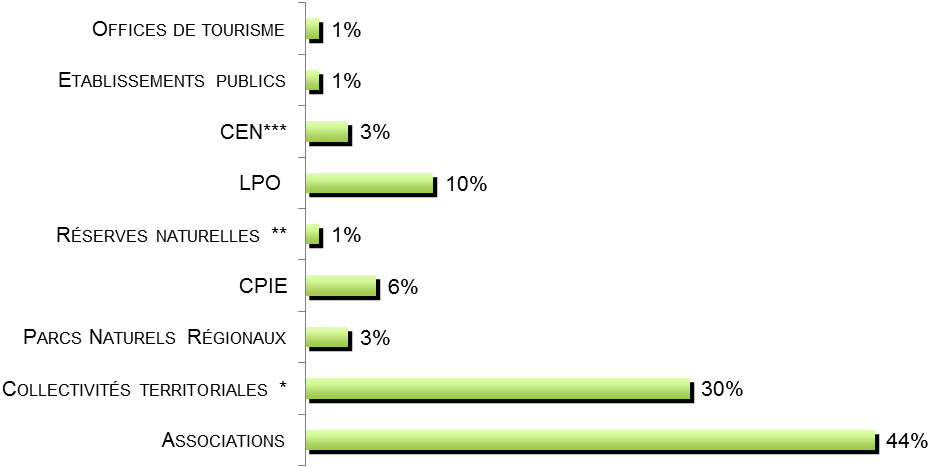 Offices de tourisme 1%
Etablissements publics 1%
CEN*** 3%
LPO 10%
Réserves naturelles ** 1%
CPIE 6%
Parcs Naturels Régionaux 3%
Collectivités territoriales * 30%
Associations 44%